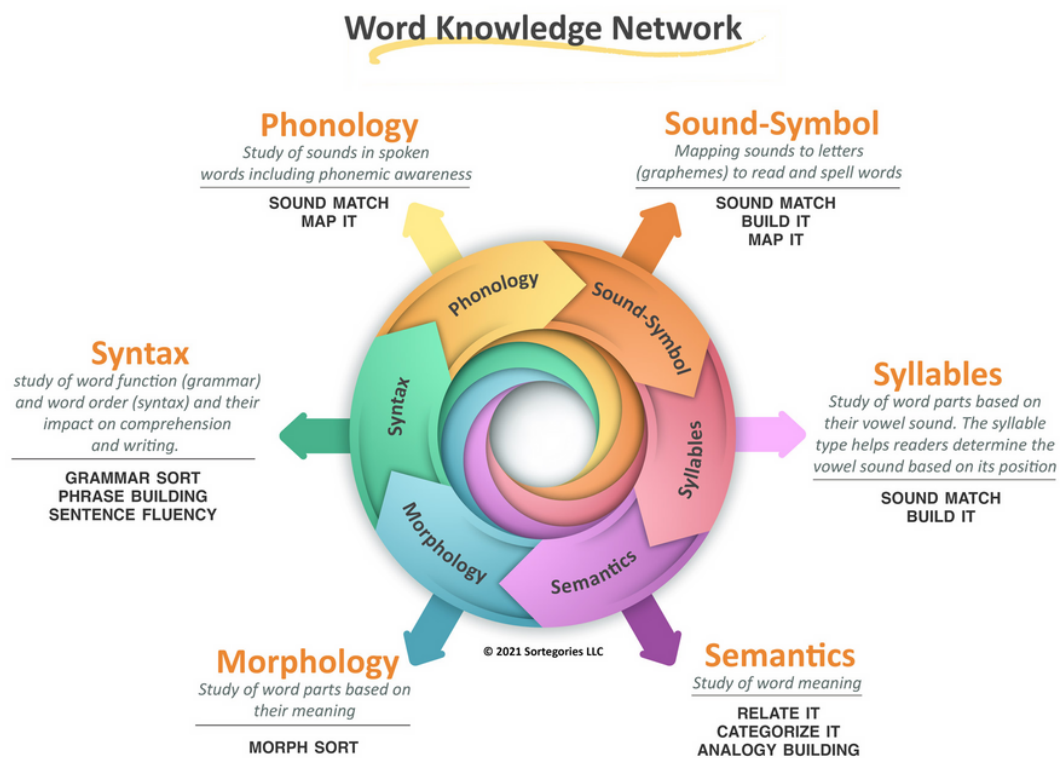 Word Knowledge Network
Phonology
Study of sounds in spoken
words including phonemic awareness
SOUND MATCH
MAP IT
Sound-Symbol
Mapping sounds to letters
(graphemes) to read and spell words
SOUND MATCH
BUILD IT
MAP IT
Syntax
study of word function (grammar)
and word order (syntax) and their
impact on comprehension
and writing.
GRAMMAR SORT
PHRASE BUILDING
SENTENCE FLUENCY
Phonology
Sound-Symbol
Syllables
Semantics
Morphology
Syntax
Syllables
Study of word parts based on
their vowel sound. The syllable
type helps readers determine the
vowel sound based on its position
SOUND MATCH
BUILD IT
Morphology
Study of word parts based on
their meaning
MORPH SORT
© 2021 Sortegories LLC
Semantics
Study of word meaning
RELATE IT
CATEGORIZE IT
ANALOGY BUILDING